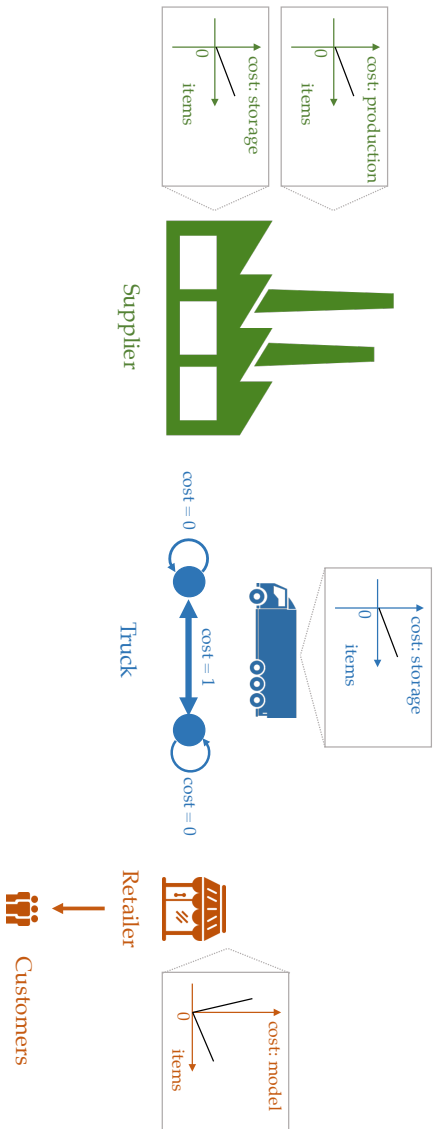 cost: production
0
items
cost: storage
0
items
Supplier
cost: storage
0
items
cost = 0
cost = 1
cost = 0
Truck
cost: model
0
items
Retailer
Customers